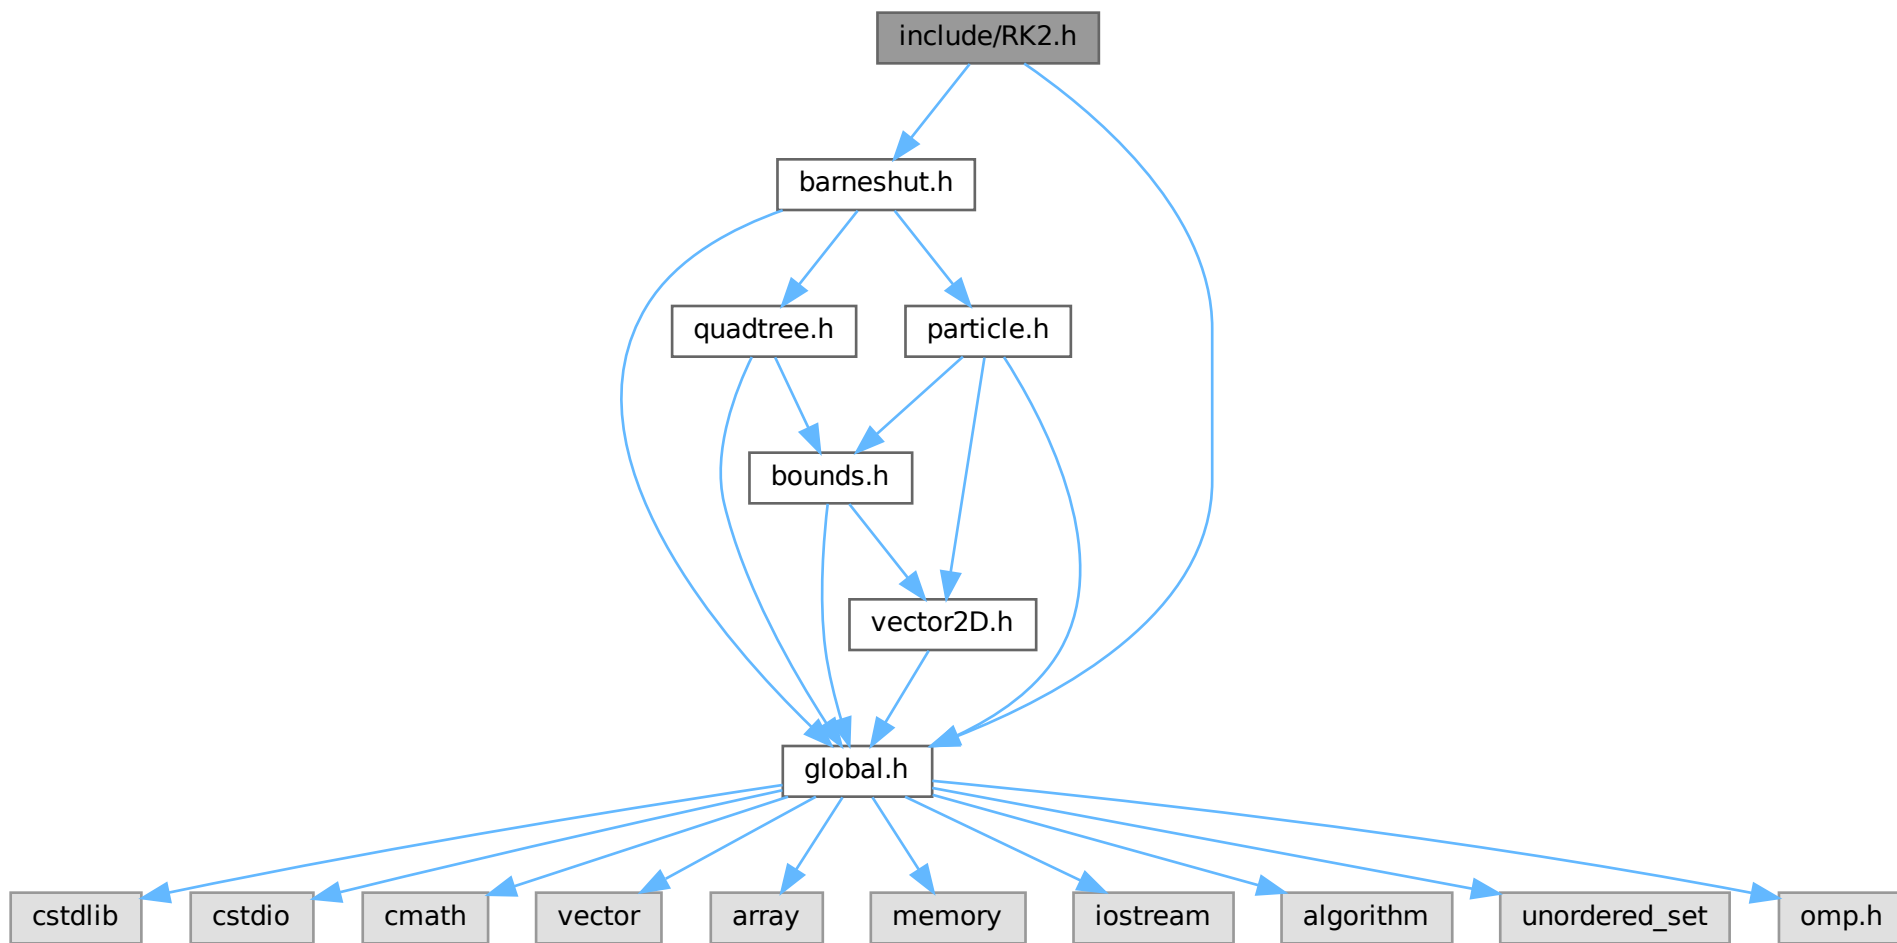 include/RK2.h
barneshut.h
quadtree.h
particle.h
bounds.h
vector2D.h
global.h
cstdlib
cstdio
cmath
vector
array
memory
iostream
algorithm
unordered_set
omp.h